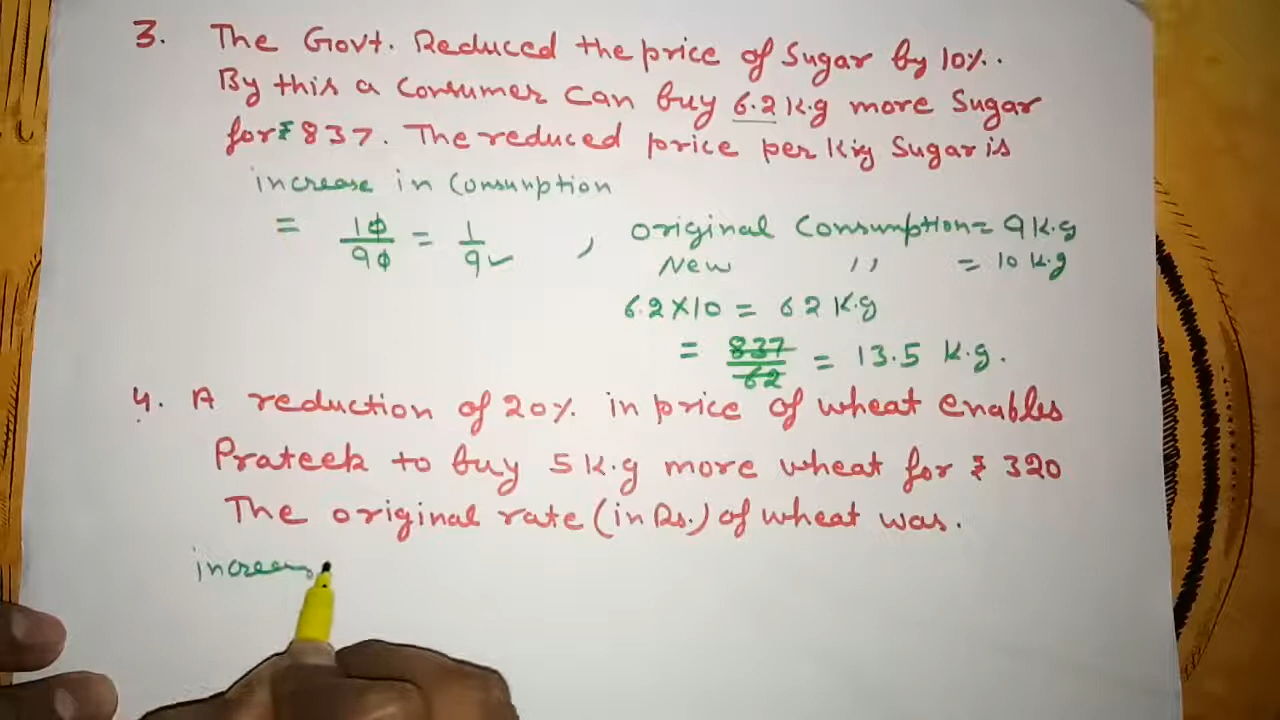 3. The Govt. Reduced the price of Sugar by 10%.
By this a Consumer Can buy 6.2 K.g more Sugar
for ₹ 837. The reduced price per K.g Sugar is
increase in Consumption
= 10/90 = 1/9 , original Consumption = 9 K.g
New ,, = 10 K.g
6.2 × 10 = 62 K.g
= 837/62 = 13.5 K.g.
4. A reduction of 20% in price of wheat enables
Prateek to buy 5 K.g more wheat for ₹ 320
The original rate (in Rs.) of wheat was.